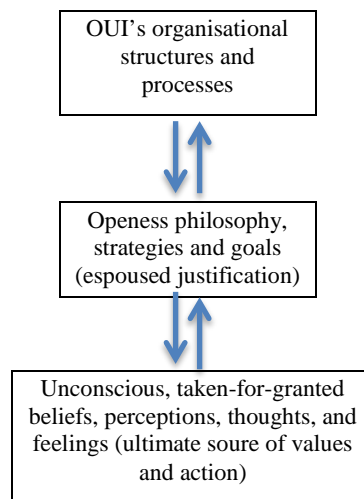 OUI's organisational
structures and
processes
Openess philosophy,
strategies and goals
(espoused justification)
Unconscious, taken-for-granted
beliefs, perceptions, thoughts, and
feelings (ultimate soure of values
and action)